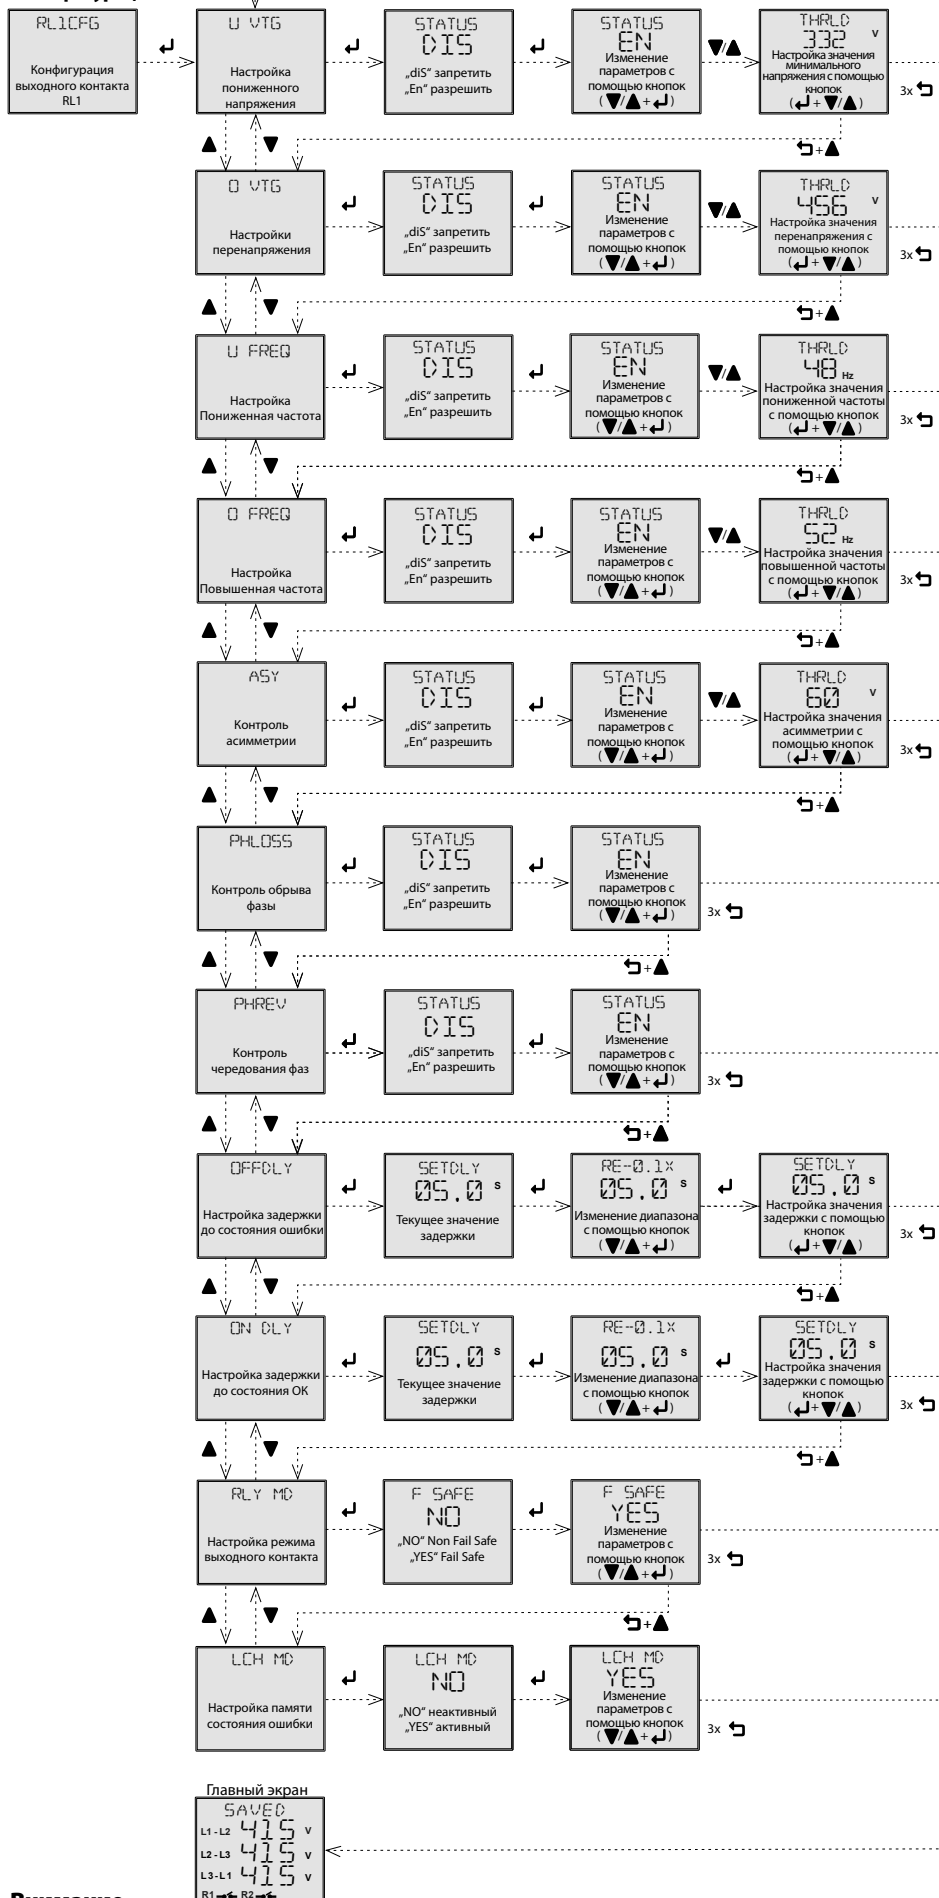 RL1CFG
Конфигурация
выходного контакта
RL1
U VTG
Настройка
пониженного
напряжения
STATUS
DIS
„diS“ запретить
„En“ разрешить
STATUS
EN
Изменение
параметров с
помощью кнопок
(▼/▲+↵)
▼/▲
THRLD
332 V
Настройка значения
минимального
напряжения с помощью
кнопок
(↵+▼/▲)
3x
+▲
O VTG
Настройки
перенапряжения
STATUS
DIS
„diS“ запретить
„En“ разрешить
STATUS
EN
Изменение
параметров с
помощью кнопок
(▼/▲+↵)
▼/▲
THRLD
456 V
Настройка значения
перенапряжения с
помощью кнопок
(↵+▼/▲)
3x
+▲
U FREQ
Настройка
Пониженная частота
STATUS
DIS
„diS“ запретить
„En“ разрешить
STATUS
EN
Изменение
параметров с
помощью кнопок
(▼/▲+↵)
▼/▲
THRLD
48 Hz
Настройка значения
пониженной частоты
с помощью кнопок
(↵+▼/▲)
3x
+▲
O FREQ
Настройка
Повышенная частота
STATUS
DIS
„diS“ запретить
„En“ разрешить
STATUS
EN
Изменение
параметров с
помощью кнопок
(▼/▲+↵)
▼/▲
THRLD
52 Hz
Настройка значения
повышенной частоты
с помощью кнопок
(↵+▼/▲)
3x
+▲
ASY
Контроль
асимметрии
STATUS
DIS
„diS“ запретить
„En“ разрешить
STATUS
EN
Изменение
параметров с
помощью кнопок
(▼/▲+↵)
▼/▲
THRLD
60 V
Настройка значения
асимметрии с
помощью кнопок
(↵+▼/▲)
3x
+▲
PHLOSS
Контроль обрыва
фазы
STATUS
DIS
„diS“ запретить
„En“ разрешить
STATUS
EN
Изменение
параметров с
помощью кнопок
(▼/▲+↵)
3x
+▲
PHREV
Контроль
чередования фаз
STATUS
DIS
„diS“ запретить
„En“ разрешить
STATUS
EN
Изменение
параметров с
помощью кнопок
(▼/▲+↵)
3x
+▲
OFFDLY
Настройка задержки
до состояния ошибки
SETDLY
05.0 s
Текущее значение
задержки
RE-0.1X
05.0 s
Изменение диапазона
с помощью кнопок
(▼/▲+↵)
SETDLY
05.0 s
Настройка значения
задержки с помощью
кнопок
(↵+▼/▲)
3x
+▲
ON DLY
Настройка задержки
до состояния OK
SETDLY
05.0 s
Текущее значение
задержки
RE-0.1X
05.0 s
Изменение диапазона
с помощью кнопок
(▼/▲+↵)
SETDLY
05.0 s
Настройка значения
задержки с помощью
кнопок
(↵+▼/▲)
3x
+▲
RLY MD
Настройка режима
выходного контакта
F SAFE
NO
„NO“ Non Fail Safe
„YES“ Fail Safe
F SAFE
YES
Изменение
параметров с
помощью кнопок
(▼/▲+↵)
3x
+▲
LCH MD
Настройка памяти
состояния ошибки
LCH MD
NO
„NO“ неактивный
„YES“ активный
LCH MD
YES
Изменение
параметров с
помощью кнопок
(▼/▲+↵)
3x
Главный экран
SAVED
L1-L2 415 V
L2-L3 415 V
L3-L1 415 V
R1 R2